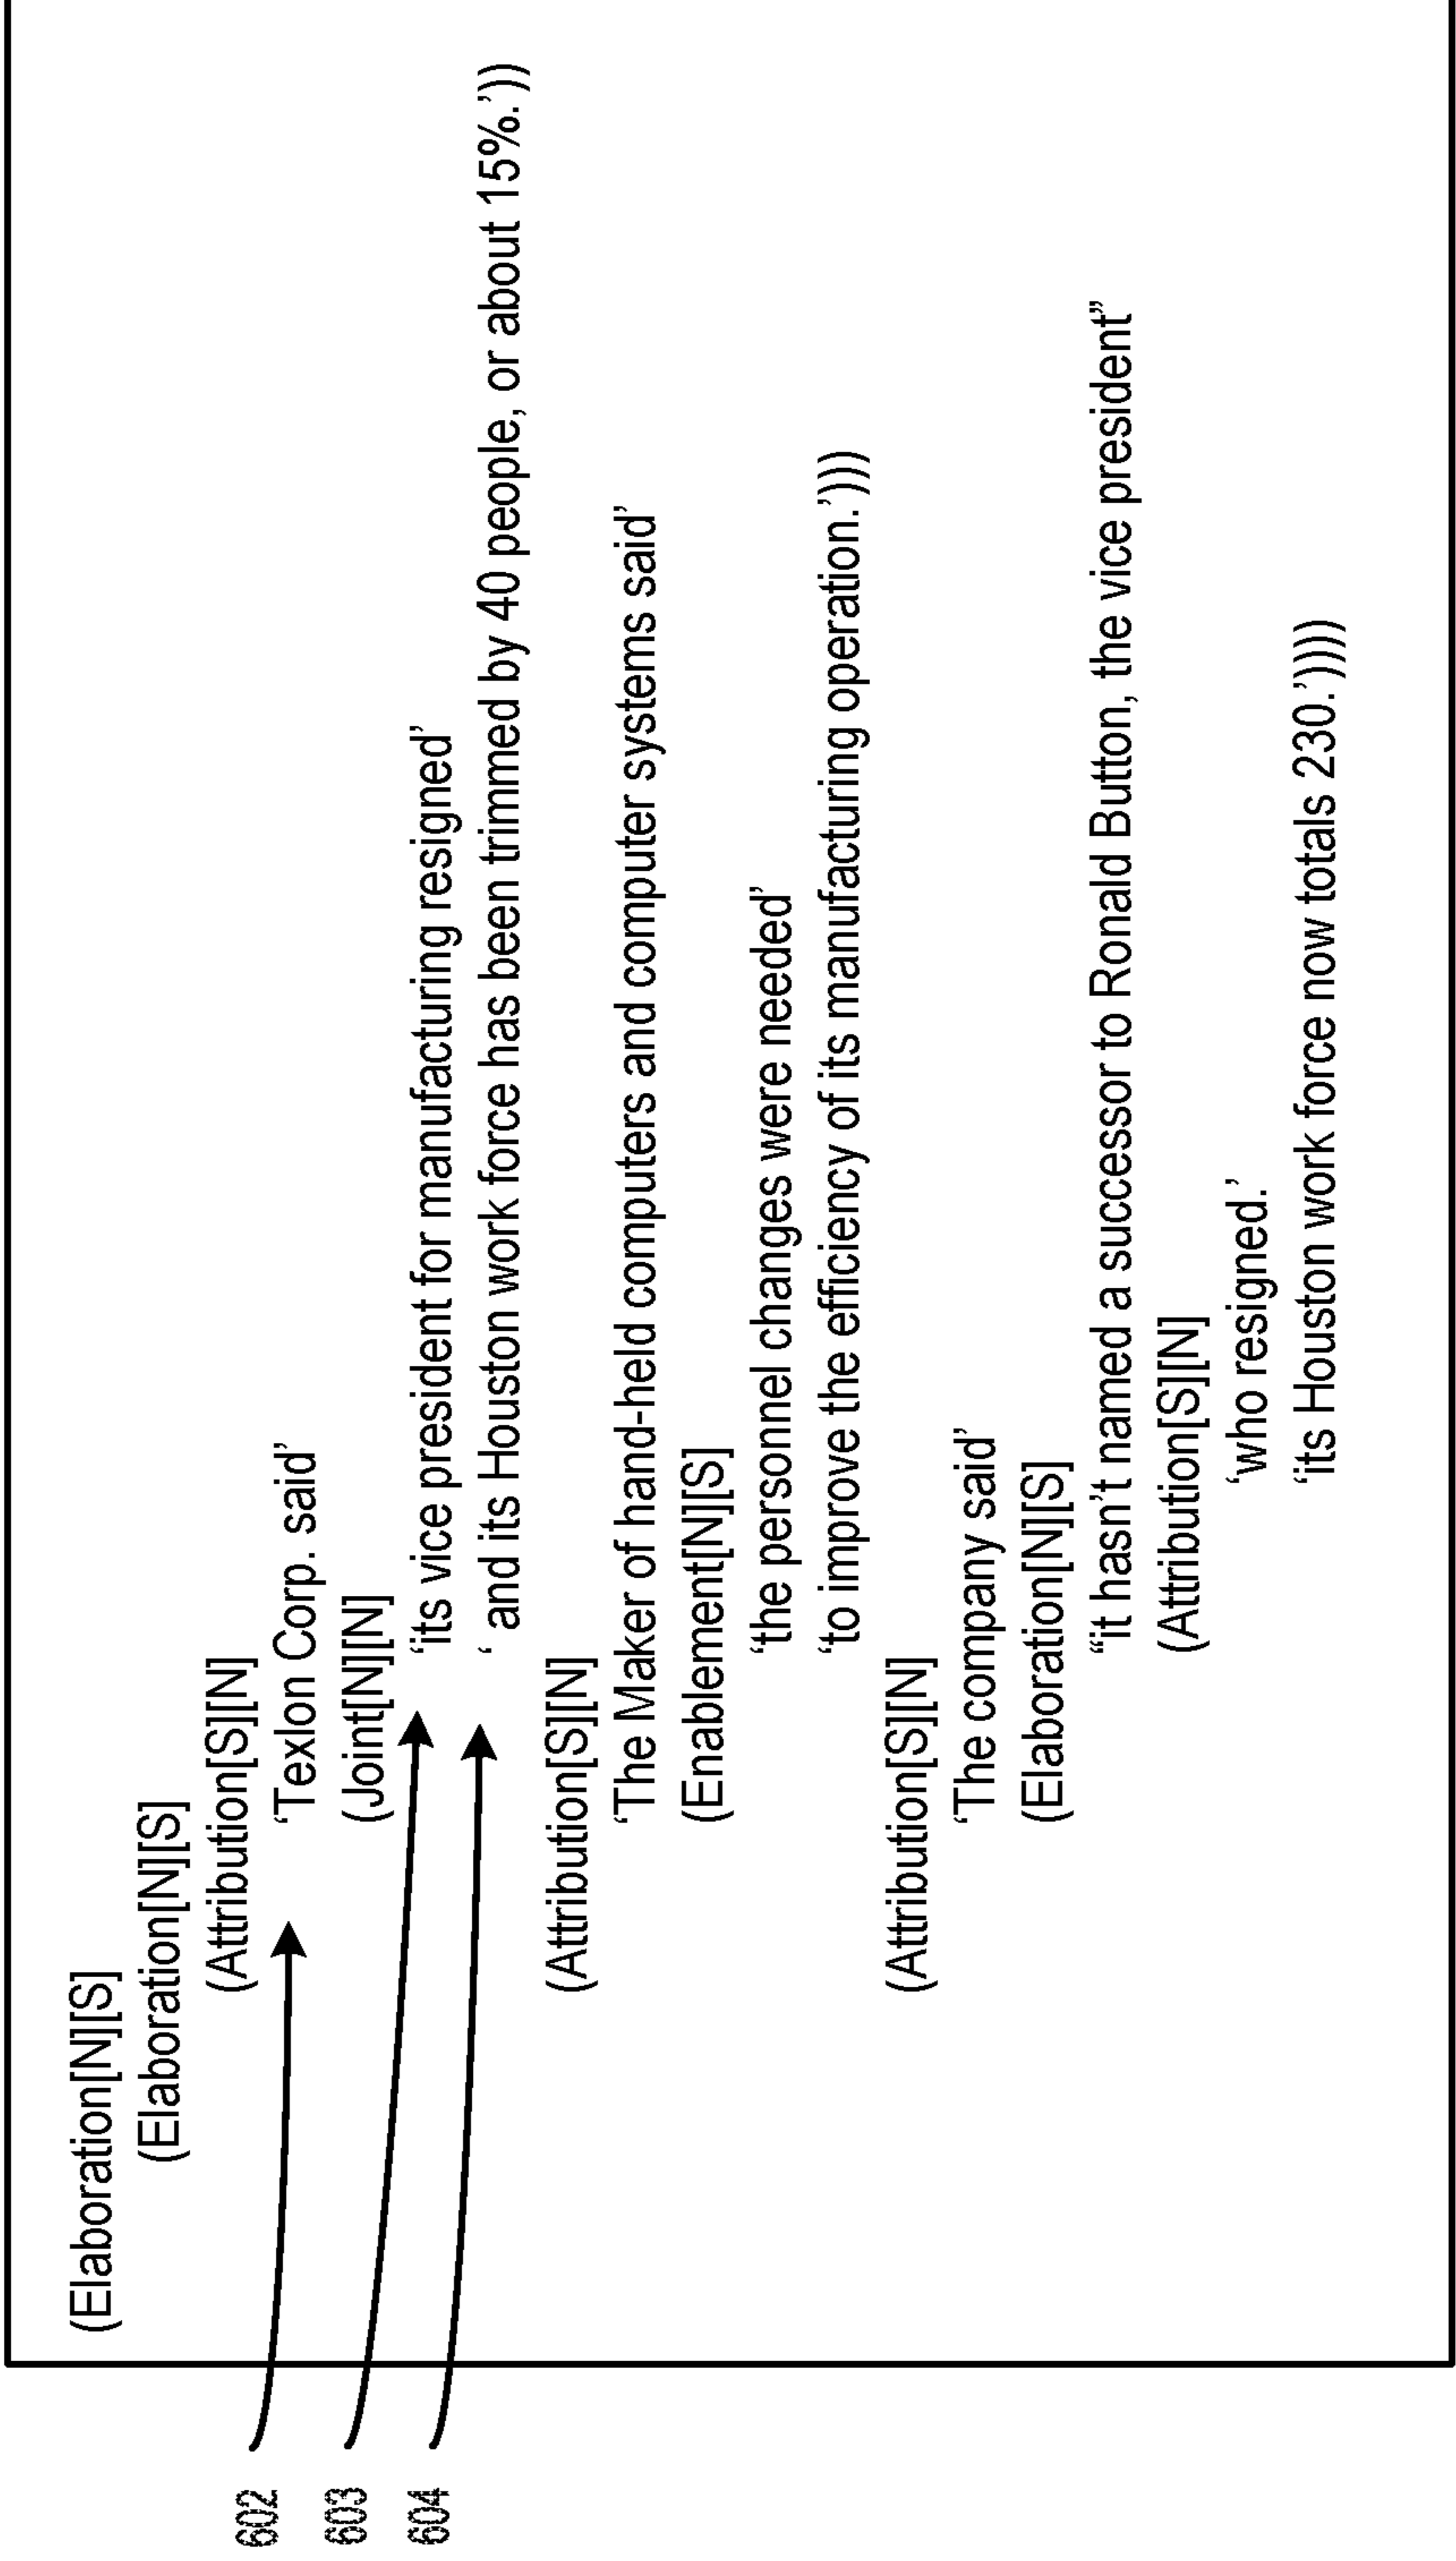 (Elaboration[N][S]
(Elaboration[N][S]
(Attribution[S][N]
602
‘Texlon Corp. said’
(Joint[N][N]
603
‘its vice president for manufacturing resigned’
604
‘ and its Houston work force has been trimmed by 40 people, or about 15%.’))
(Attribution[S][N]
‘The Maker of hand-held computers and computer systems said’
(Enablement[N][S]
‘the personnel changes were needed’
‘to improve the efficiency of its manufacturing operation.’)))
(Attribution[S][N]
‘The company said’
(Elaboration[N][S]
“it hasn’t named a successor to Ronald Button, the vice president”
(Attribution[S][N]
‘who resigned.’
‘its Houston work force now totals 230.’))))